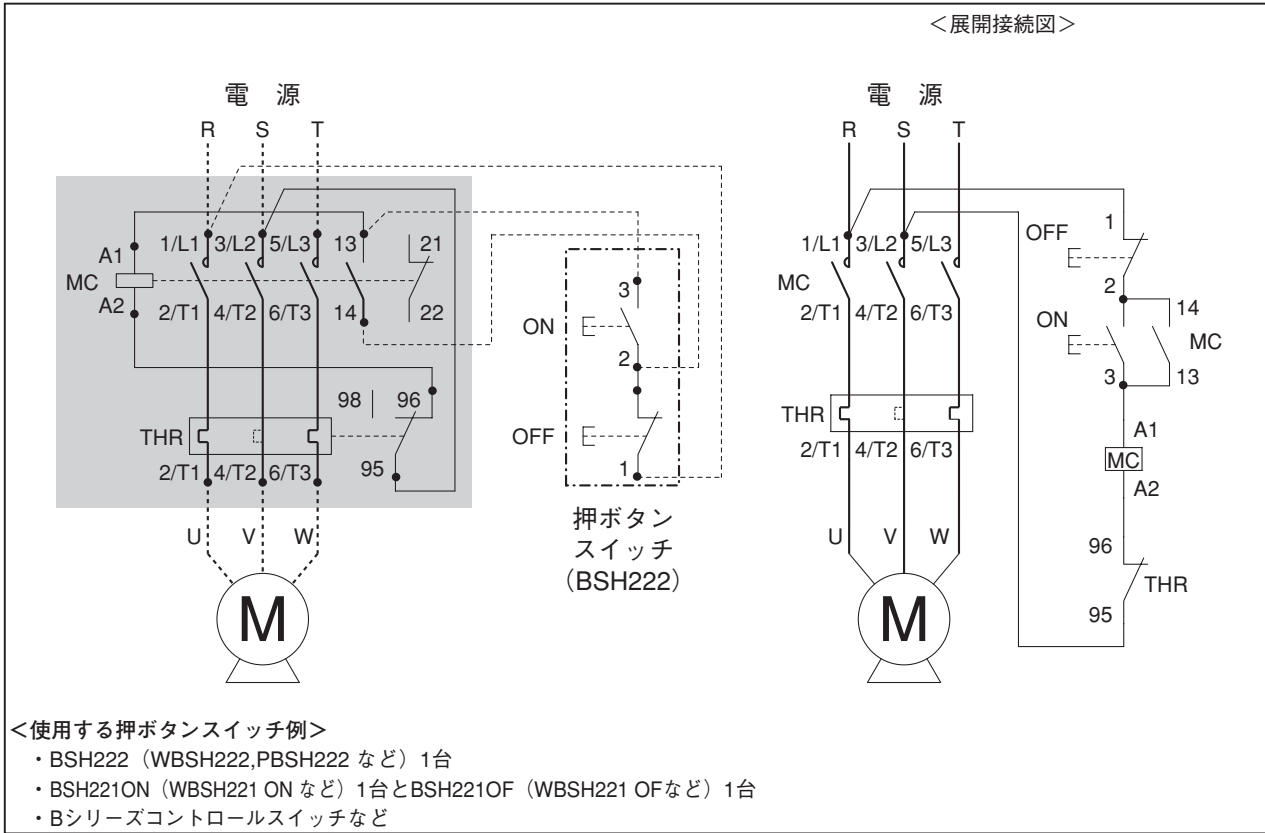 ＜展開接続図＞
電 源
R S T
1/L1 3/L2 5/L3 13 21
A1
MC
A2
2/T1 4/T2 6/T3 14 22
98 96
THR
2/T1 4/T2 6/T3 95
U V W
M
3
ON
2
OFF
1
押ボタン
スイッチ
（BSH222）
電 源
R S T
1/L1 3/L2 5/L3
MC
2/T1 4/T2 6/T3
THR
2/T1 4/T2 6/T3
U V W
M
1
OFF
2
14
ON
MC
3 13
A1
MC
A2
96
THR
95
＜使用する押ボタンスイッチ例＞
・BSH222（WBSH222,PBSH222 など）1台
・BSH221ON（WBSH221 ON など）1台とBSH221OF（WBSH221 OFなど）1台
・Bシリーズコントロールスイッチなど